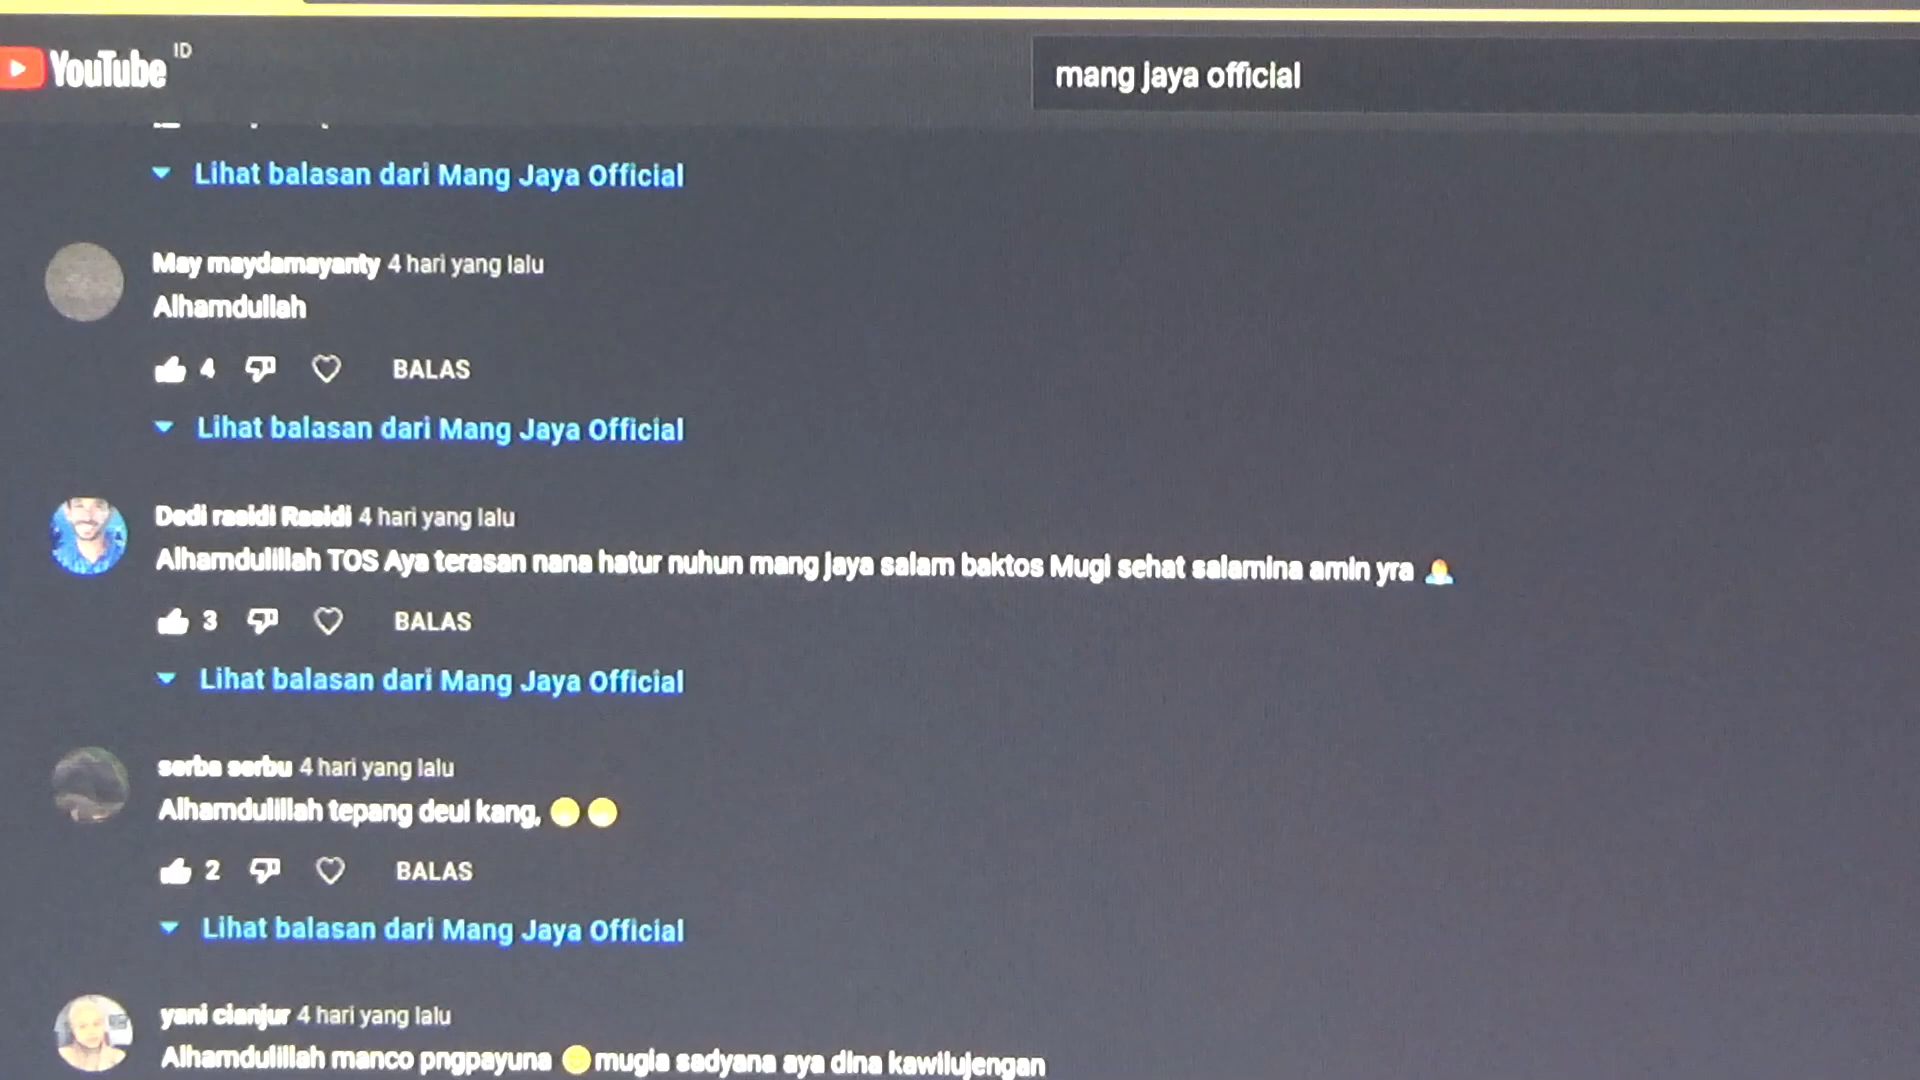 YouTube ID
mang jaya official
Lihat balasan dari Mang Jaya Official
May maydamayanty 4 hari yang lalu
Alhamdullah
4 BALAS
Lihat balasan dari Mang Jaya Official
Dedi rasidi Rasidi 4 hari yang lalu
Alhamdulillah TOS Aya terasan nana hatur nuhun mang jaya salam baktos Mugi sehat salamina amin yra
3 BALAS
Lihat balasan dari Mang Jaya Official
serba serbu 4 hari yang lalu
Alhamdulillah tepang deui kang,
2 BALAS
Lihat balasan dari Mang Jaya Official
yani cianjur 4 hari yang lalu
Alhamdulillah manco pngpayuna mugia sadyana aya dina kawilujengan